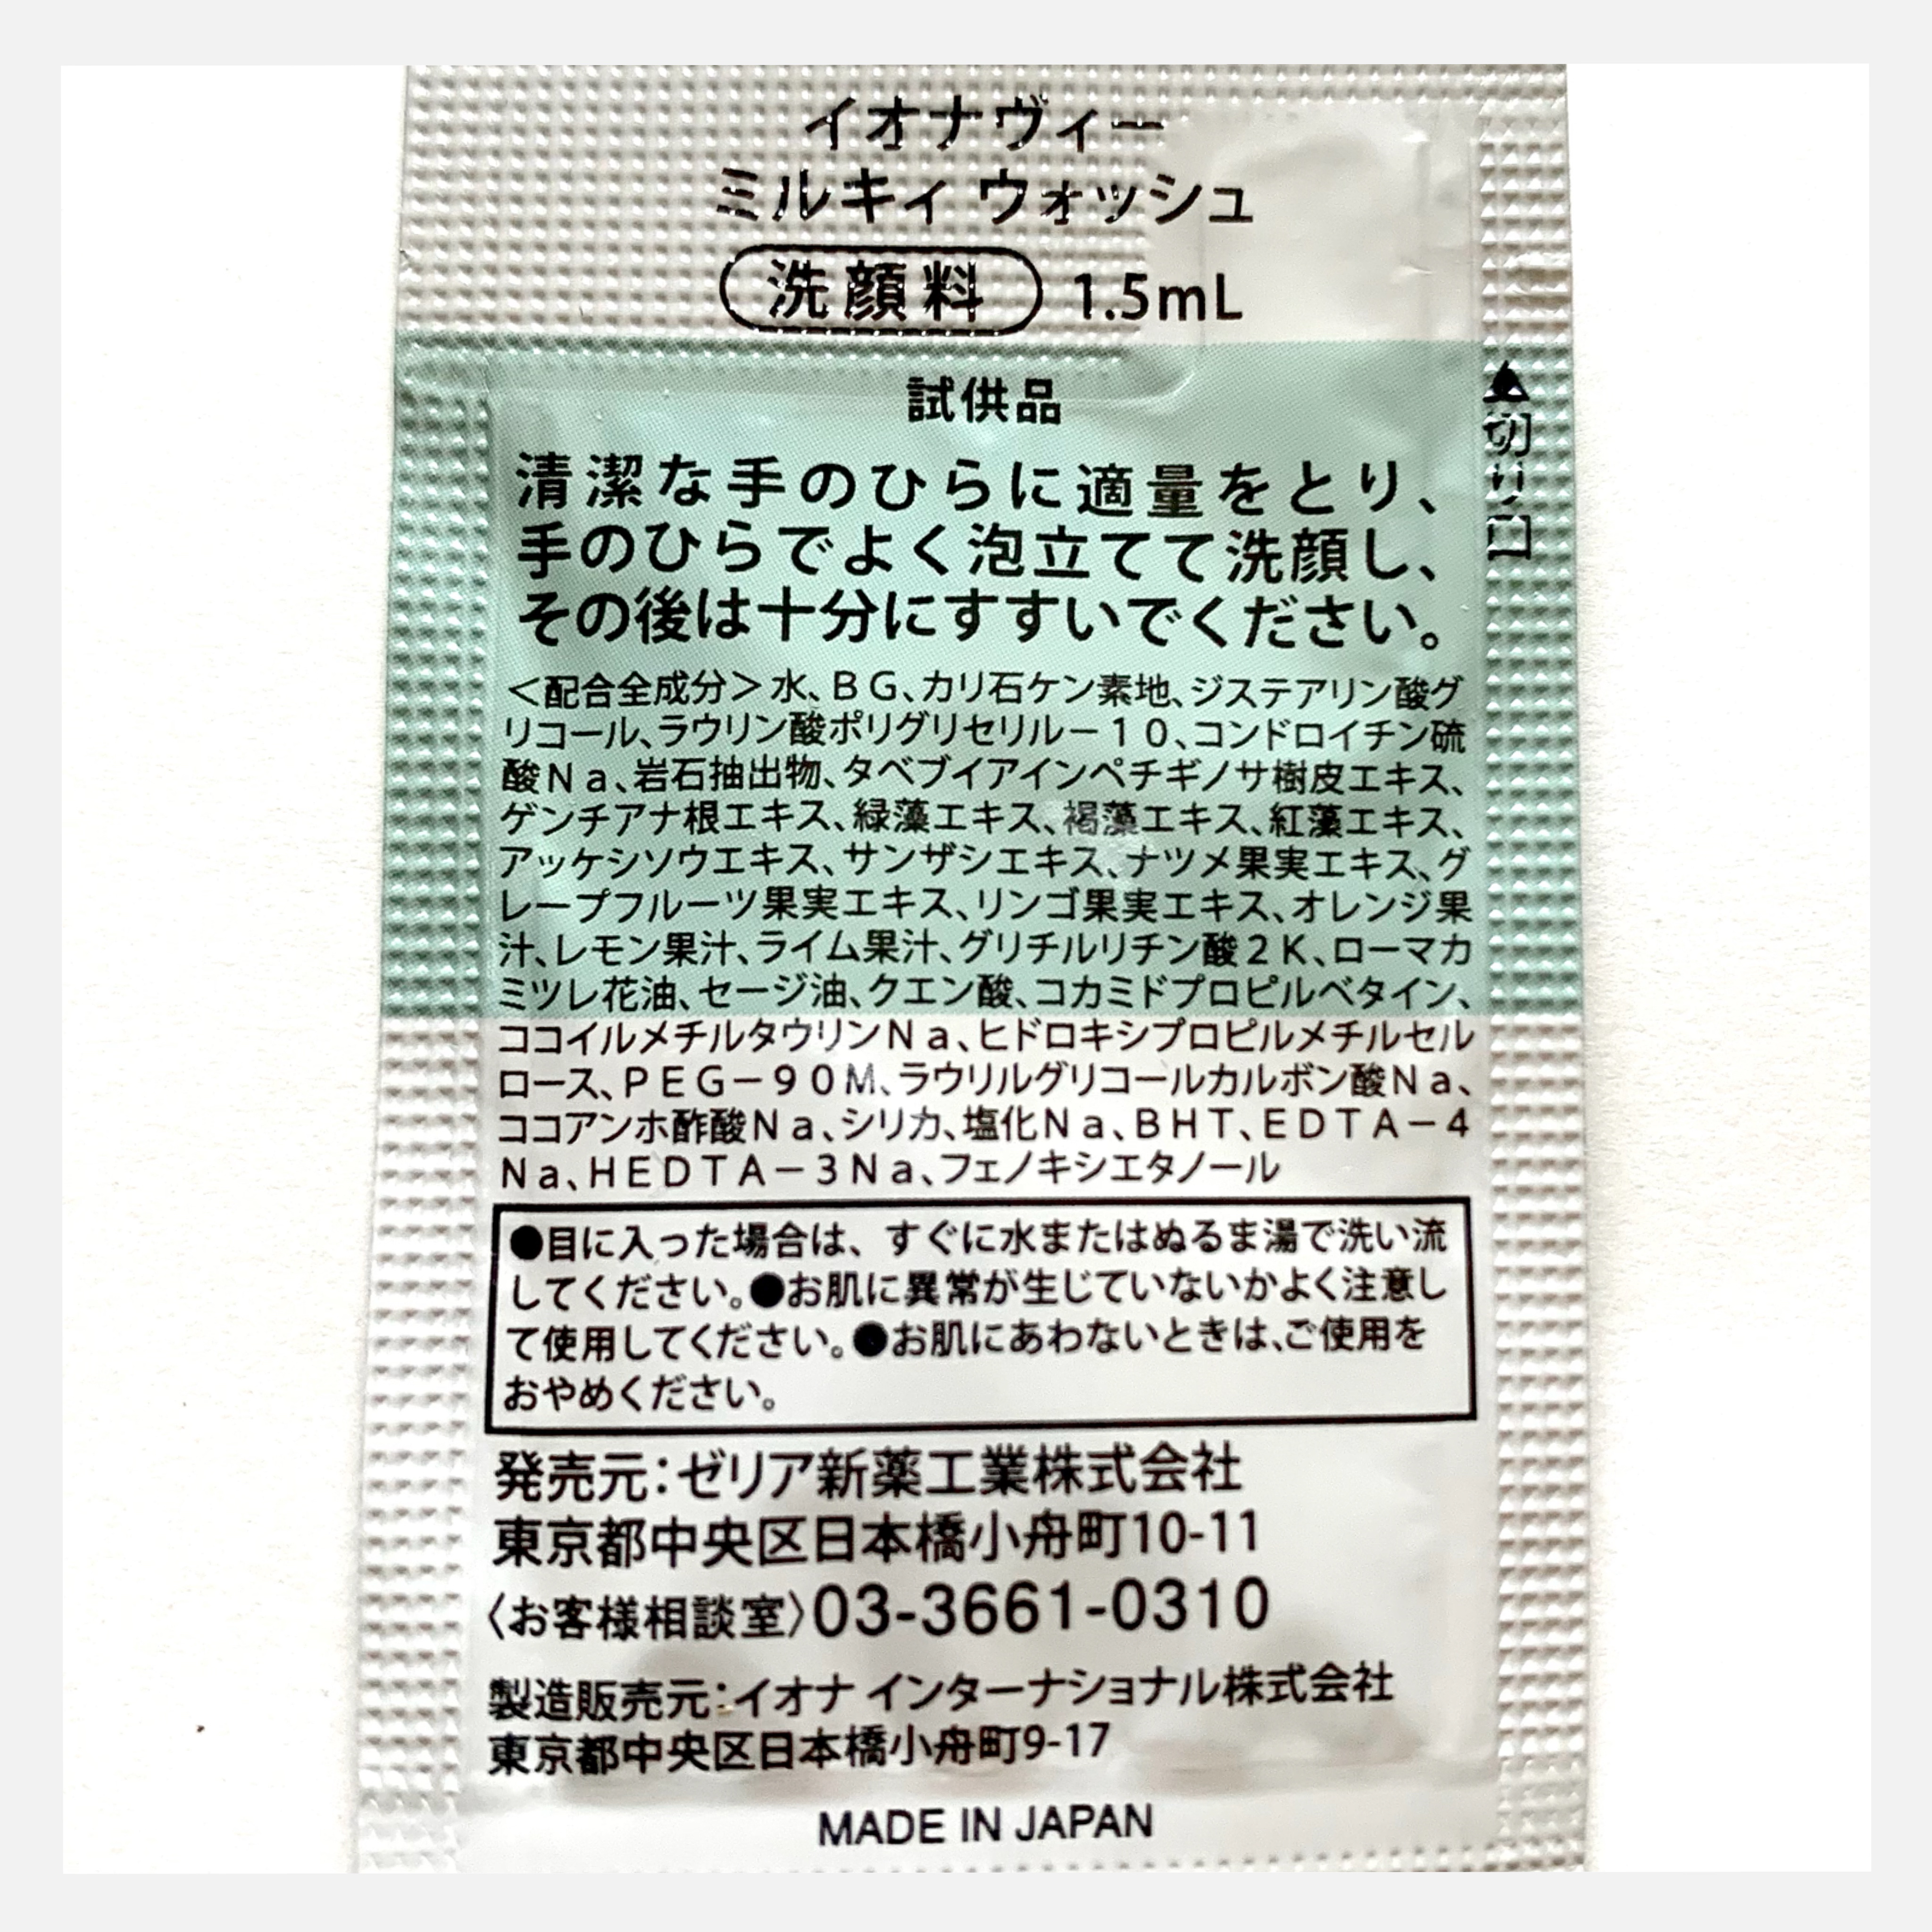 イオナヴィー
ミルキィ ウォッシュ
洗顔料 1.5mL
試供品
▲切り口
清潔な手のひらに適量をとり、
手のひらでよく泡立てて洗顔し、
その後は十分にすすいでください。
＜配合全成分＞水、ＢＧ、カリ石ケン素地、ジステアリン酸グ
リコール、ラウリン酸ポリグリセリル－１０、コンドロイチン硫
酸Ｎａ、岩石抽出物、タベブイアインペチギノサ樹皮エキス、
ゲンチアナ根エキス、緑藻エキス、褐藻エキス、紅藻エキス、
アッケシソウエキス、サンザシエキス、ナツメ果実エキス、グ
レープフルーツ果実エキス、リンゴ果実エキス、オレンジ果
汁、レモン果汁、ライム果汁、グリチルリチン酸２Ｋ、ローマカ
ミツレ花油、セージ油、クエン酸、コカミドプロピルベタイン、
ココイルメチルタウリンＮａ、ヒドロキシプロピルメチルセル
ロース、ＰＥＧ－９０Ｍ、ラウリルグリコールカルボン酸Ｎａ、
ココアンホ酢酸Ｎａ、シリカ、塩化Ｎａ、ＢＨＴ、ＥＤＴＡ－４
Ｎａ、ＨＥＤＴＡ－３Ｎａ、フェノキシエタノール
●目に入った場合は、すぐに水またはぬるま湯で洗い流
してください。●お肌に異常が生じていないかよく注意し
て使用してください。●お肌にあわないときは、ご使用を
おやめください。
発売元：ゼリア新薬工業株式会社
東京都中央区日本橋小舟町10-11
〈お客様相談室〉03-3661-0310
製造販売元：イオナ インターナショナル株式会社
東京都中央区日本橋小舟町9-17
MADE IN JAPAN